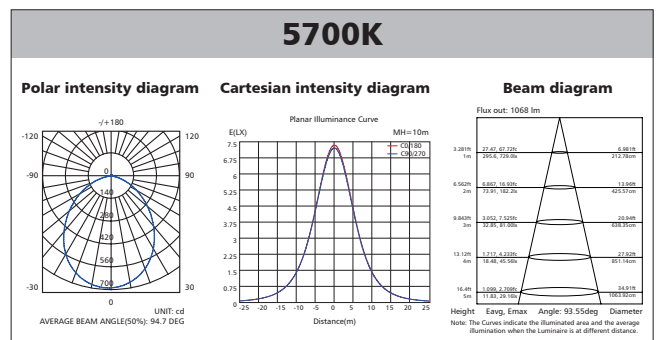 5700K
Polar intensity diagram
Cartesian intensity diagram
Beam diagram
-/+180
-120
120
-90
90
-30
30
0
0
140
280
420
560
700
UNIT: cd
AVERAGE BEAM ANGLE(50%): 94.7 DEG
Planar Illuminance Curve
E(LX)
MH=10m
C0/180
C90/270
7.5
6.75
6
5.25
4.5
3.75
3
2.25
1.5
0.75
0
-25 -20 -15 -10 -5 0 5 10 15 20 25
Distance(m)
Flux out: 1068 lm
3.281ft 27.47, 67.72fc 6.981ft
1m 295.6, 729.0lx 212.78cm
6.562ft 6.867, 16.93fc 13.96ft
2m 73.91, 182.2lx 425.57cm
9.843ft 3.052, 7.525fc 20.94ft
3m 32.85, 81.00lx 638.35cm
13.12ft 1.717, 4.233fc 27.92ft
4m 18.48, 45.56lx 851.14cm
16.4ft 1.099, 2.709fc 34.91ft
5m 11.83, 29.16lx 1063.92cm
Height Eavg, Emax Angle: 93.55deg Diameter
Note: The Curves indicate the illuminated area and the average
illumination when the Luminaire is at different distance.